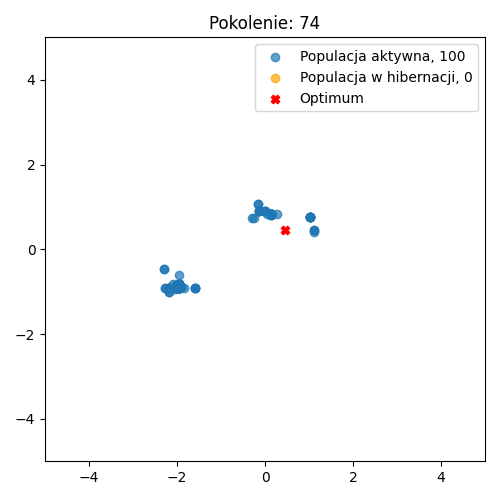 Pokolenie: 74
Populacja aktywna, 100
Populacja w hibernacji, 0
Optimum
4
2
0
−2
−4
−4 −2 0 2 4